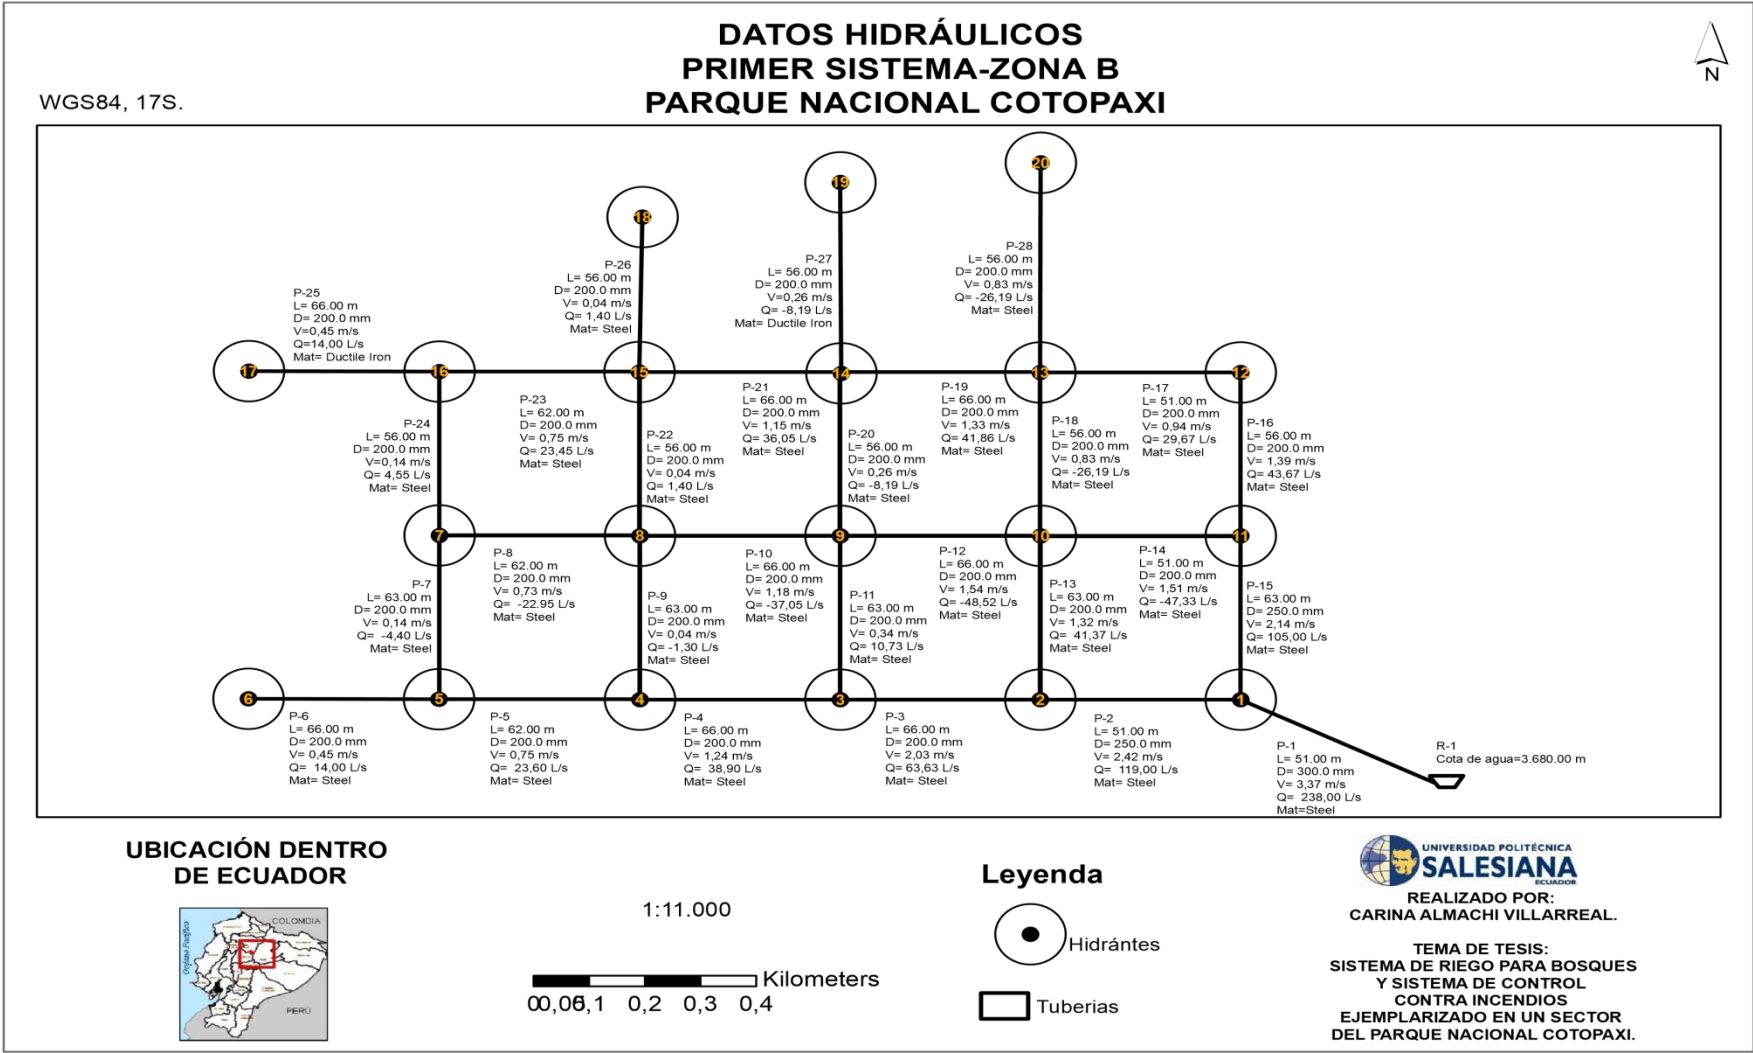 DATOS HIDRÁULICOS
PRIMER SISTEMA-ZONA B
PARQUE NACIONAL COTOPAXI
WGS84, 17S.
N
20
19
18
P-28
L= 56.00 m
D= 200.0 mm
V= 0,83 m/s
Q= -26,19 L/s
Mat= Steel
P-27
L= 56.00 m
D= 200.0 mm
V=0,26 m/s
Q= -8,19 L/s
Mat= Ductile Iron
P-26
L= 56.00 m
D= 200.0 mm
V= 0,04 m/s
Q= 1,40 L/s
Mat= Steel
P-25
L= 66.00 m
D= 200.0 mm
V=0,45 m/s
Q=14,00 L/s
Mat= Ductile Iron
17
16
15
14
13
12
P-24
L= 56.00 m
D= 200.0 mm
V=0,14 m/s
Q= 4,55 L/s
Mat= Steel
P-23
L= 62.00 m
D= 200.0 mm
V= 0,75 m/s
Q= 23,45 L/s
Mat= Steel
P-22
L= 56.00 m
D= 200.0 mm
V= 0,04 m/s
Q= 1,40 L/s
Mat= Steel
P-21
L= 66.00 m
D= 200.0 mm
V= 1,15 m/s
Q= 36,05 L/s
Mat= Steel
P-20
L= 56.00 m
D= 200.0 mm
V= 0,26 m/s
Q= -8,19 L/s
Mat= Steel
P-19
L= 66.00 m
D= 200.0 mm
V= 1,33 m/s
Q= 41,86 L/s
Mat= Steel
P-18
L= 56.00 m
D= 200.0 mm
V= 0,83 m/s
Q= -26,19 L/s
Mat= Steel
P-17
L= 51.00 m
D= 200.0 mm
V= 0,94 m/s
Q= 29,67 L/s
Mat= Steel
P-16
L= 56.00 m
D= 200.0 mm
V= 1,39 m/s
Q= 43,67 L/s
Mat= Steel
7
8
9
10
11
P-7
L= 63.00 m
D= 200.0 mm
V= 0,14 m/s
Q= -4,40 L/s
Mat= Steel
P-8
L= 62.00 m
D= 200.0 mm
V= 0,73 m/s
Q= -22.95 L/s
Mat= Steel
P-9
L= 63.00 m
D= 200.0 mm
V= 0,04 m/s
Q= -1,30 L/s
Mat= Steel
P-10
L= 66.00 m
D= 200.0 mm
V= 1,18 m/s
Q= -37,05 L/s
Mat= Steel
P-11
L= 63.00 m
D= 200.0 mm
V= 0,34 m/s
Q= 10,73 L/s
Mat= Steel
P-12
L= 66.00 m
D= 200.0 mm
V= 1,54 m/s
Q= -48,52 L/s
Mat= Steel
P-13
L= 63.00 m
D= 200.0 mm
V= 1,32 m/s
Q= 41,37 L/s
Mat= Steel
P-14
L= 51.00 m
D= 200.0 mm
V= 1,51 m/s
Q= -47,33 L/s
Mat= Steel
P-15
L= 63.00 m
D= 250.0 mm
V= 2,14 m/s
Q= 105,00 L/s
Mat= Steel
6
5
4
3
2
1
P-6
L= 66.00 m
D= 200.0 mm
V= 0,45 m/s
Q= 14,00 L/s
Mat= Steel
P-5
L= 62.00 m
D= 200.0 mm
V= 0,75 m/s
Q= 23,60 L/s
Mat= Steel
P-4
L= 66.00 m
D= 200.0 mm
V= 1,24 m/s
Q= 38,90 L/s
Mat= Steel
P-3
L= 66.00 m
D= 200.0 mm
V= 2,03 m/s
Q= 63,63 L/s
Mat= Steel
P-2
L= 51.00 m
D= 250.0 mm
V= 2,42 m/s
Q= 119,00 L/s
Mat= Steel
P-1
L= 51.00 m
D= 300.0 mm
V= 3,37 m/s
Q= 238,00 L/s
Mat=Steel
R-1
Cota de agua=3.680.00 m
UBICACIÓN DENTRO
DE ECUADOR
COLOMBIA
Océano Pacífico
PERÚ
1:11.000
Kilometers
0 0,05 0,1 0,2 0,3 0,4
Leyenda
Hidrántes
Tuberias
UNIVERSIDAD POLITÉCNICA
SALESIANA
ECUADOR
REALIZADO POR:
CARINA ALMACHI VILLARREAL.
TEMA DE TESIS:
SISTEMA DE RIEGO PARA BOSQUES
Y SISTEMA DE CONTROL
CONTRA INCENDIOS
EJEMPLARIZADO EN UN SECTOR
DEL PARQUE NACIONAL COTOPAXI.